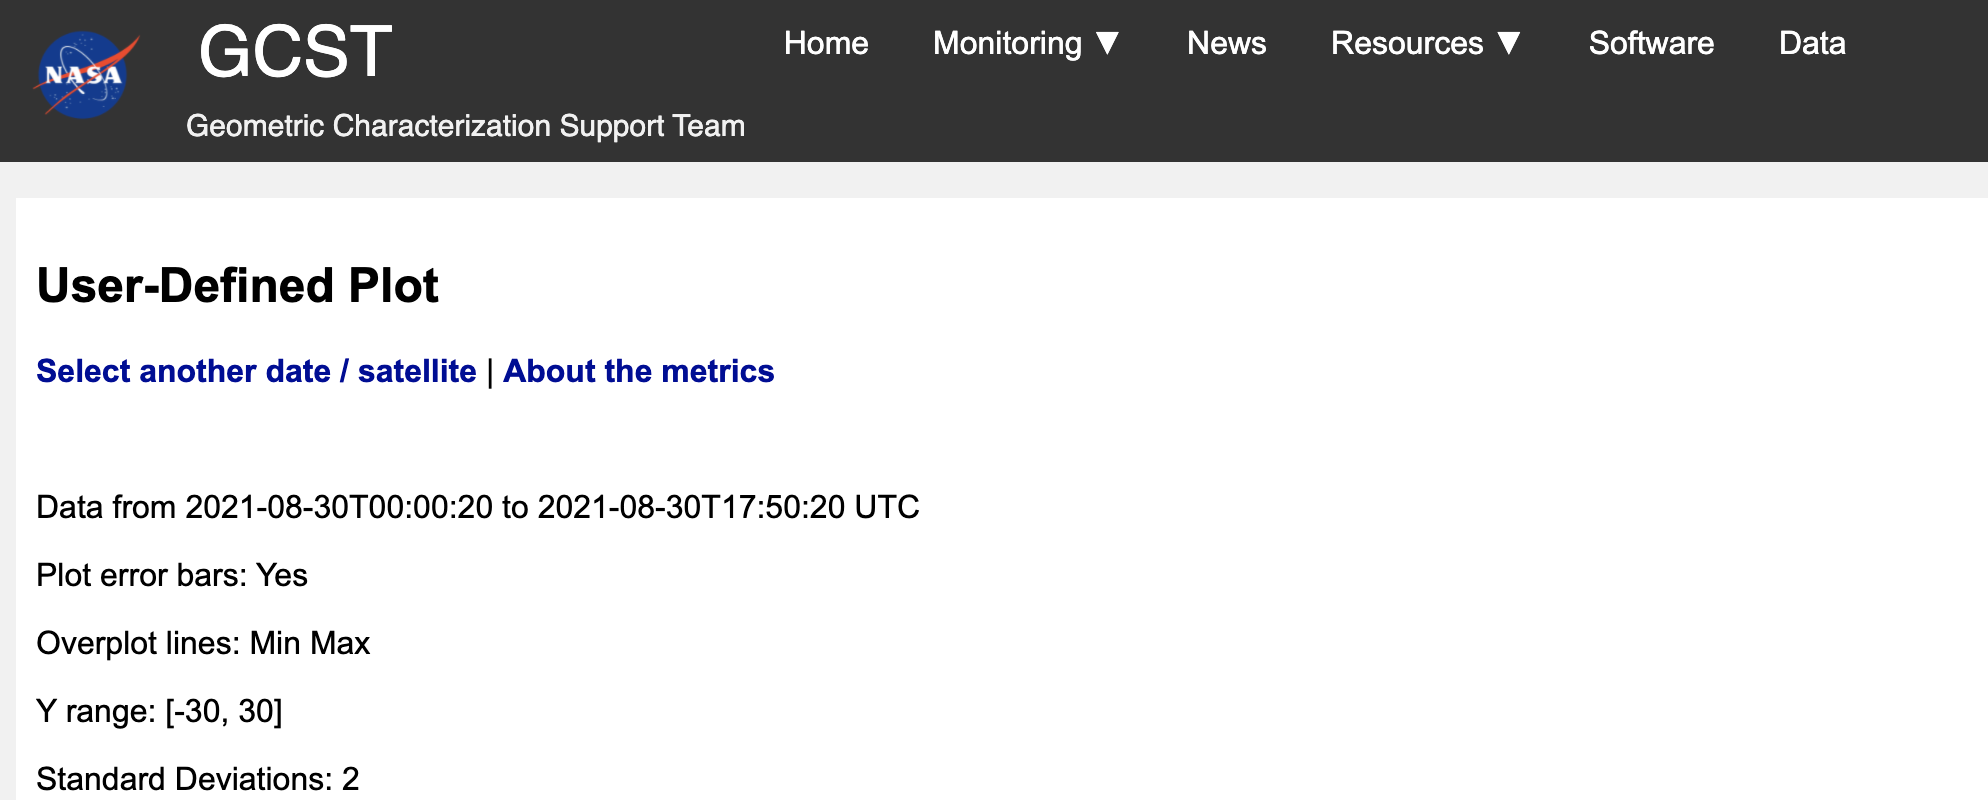 NASA
GCST
Geometric Characterization Support Team
Home Monitoring ▼ News Resources ▼ Software Data
User-Defined Plot
Select another date / satellite | About the metrics
Data from 2021-08-30T00:00:20 to 2021-08-30T17:50:20 UTC
Plot error bars: Yes
Overplot lines: Min Max
Y range: [-30, 30]
Standard Deviations: 2